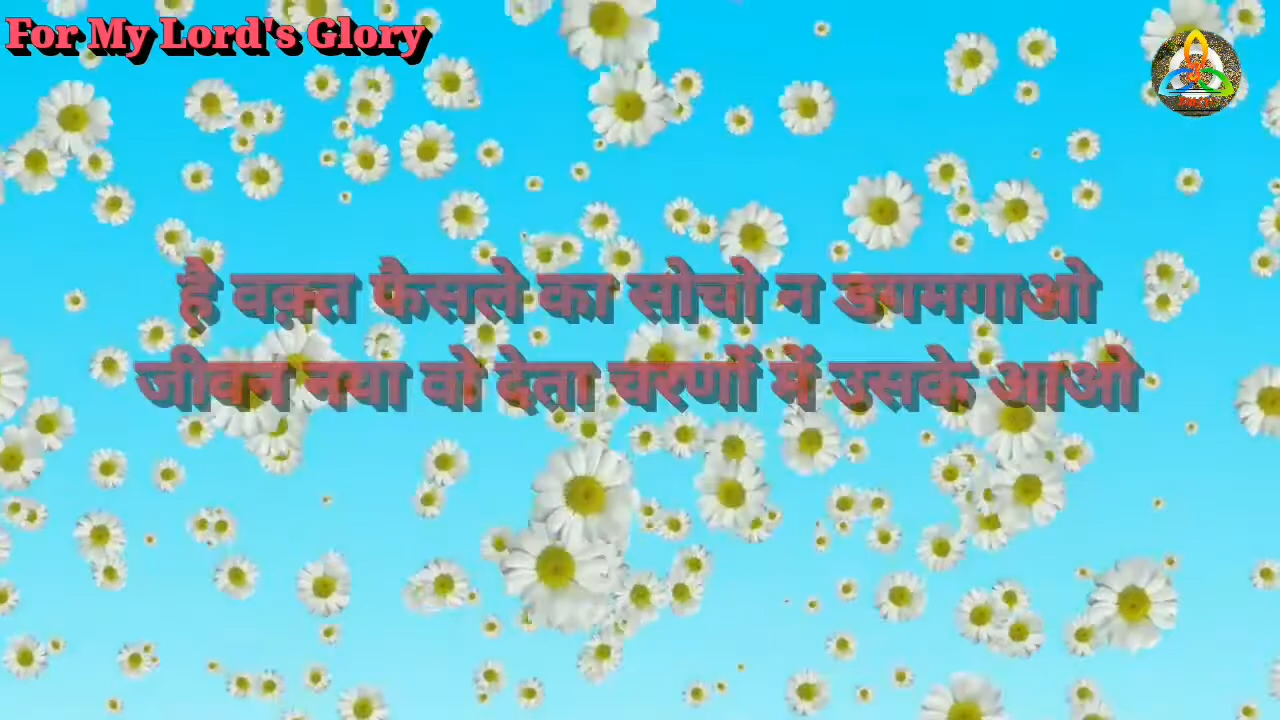 For My Lord's Glory
है वक़्त फैसले का सोचो न डगमगाओ
जीवन नया वो देता चरणों में उसके आओ